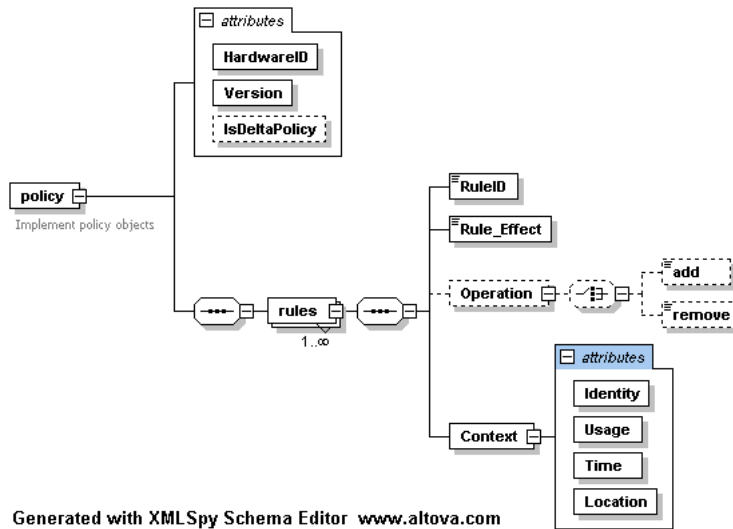 attributes
HardwareID
Version
IsDeltaPolicy
policy
Implement policy objects
rules
1..∞
RuleID
Rule_Effect
Operation
add
remove
Context
attributes
Identity
Usage
Time
Location
Generated with XMLSpy Schema Editor www.altova.com